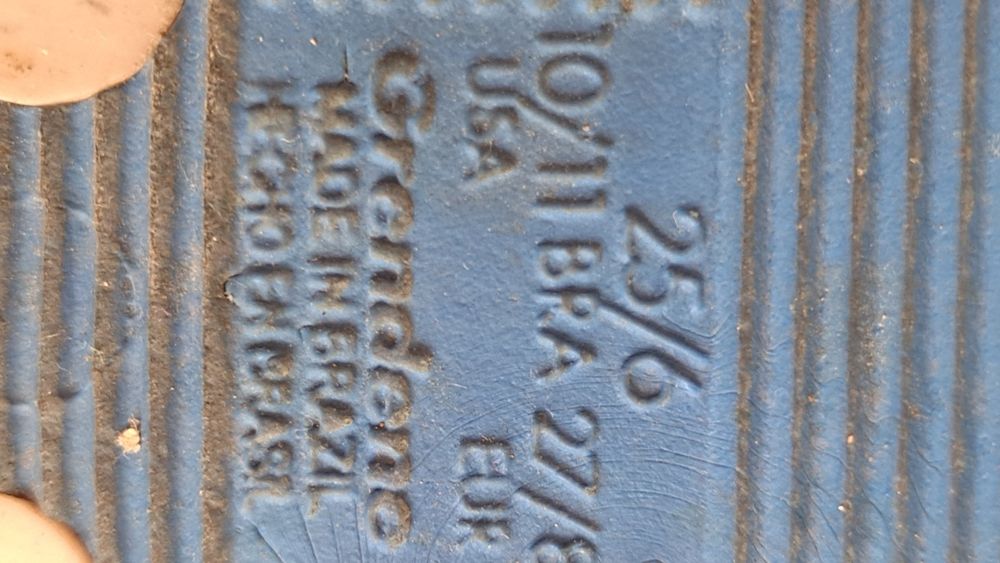 25/6
10/11 BRA 27/8
USA EUR
Grendene
MADE IN BRAZIL
HECHO EN BRASIL